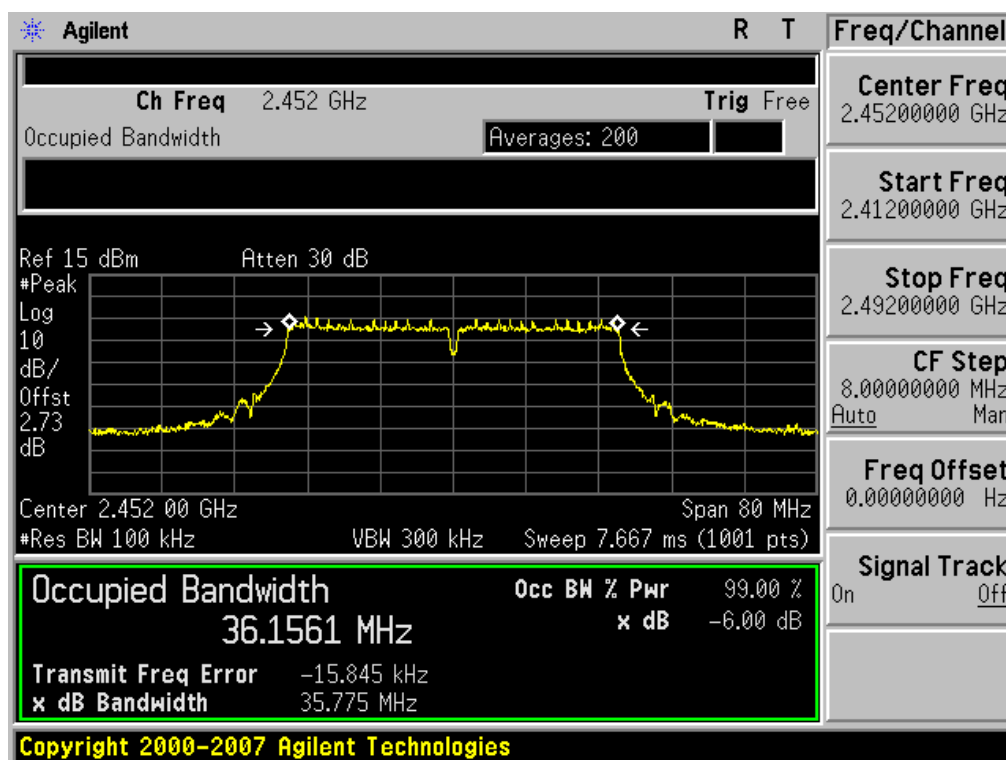 Agilent R T
Ch Freq 2.452 GHz Trig Free
Occupied Bandwidth Averages: 200
Ref 15 dBm Atten 30 dB
#Peak
Log
10
dB/
Offst
2.73
dB
Center 2.452 00 GHz Span 80 MHz
#Res BW 100 kHz VBW 300 kHz Sweep 7.667 ms (1001 pts)
Occupied Bandwidth Occ BW % Pwr 99.00 %
36.1561 MHz x dB -6.00 dB
Transmit Freq Error -15.845 kHz
x dB Bandwidth 35.775 MHz
Copyright 2000-2007 Agilent Technologies
Freq/Channel
Center Freq
2.45200000 GHz
Start Freq
2.41200000 GHz
Stop Freq
2.49200000 GHz
CF Step
8.00000000 MHz
Auto Man
Freq Offset
0.00000000 Hz
Signal Track
On Off